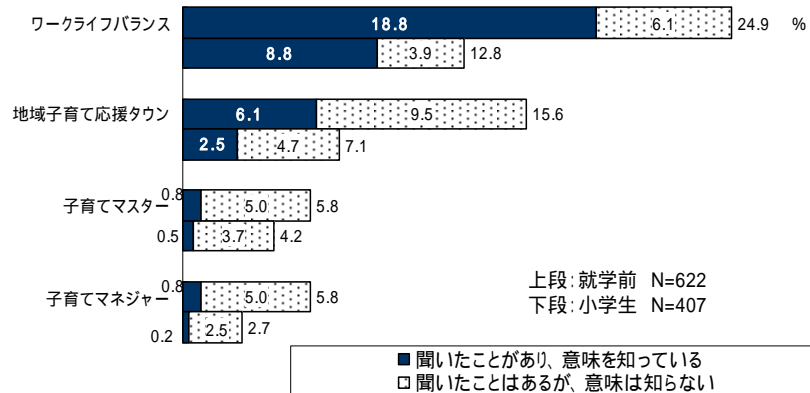 ワークライフバランス 18.8 6.1 24.9 %
8.8 3.9 12.8
地域子育て応援タウン 6.1 9.5 15.6
2.5 4.7 7.1
子育てマスター 0.8 5.0 5.8
0.5 3.7 4.2
子育てマネジャー 0.8 5.0 5.8
0.2 2.5 2.7
上段:就学前 N=622
下段:小学生 N=407
聞いたことがあり、意味を知っている
聞いたことはあるが、意味は知らない